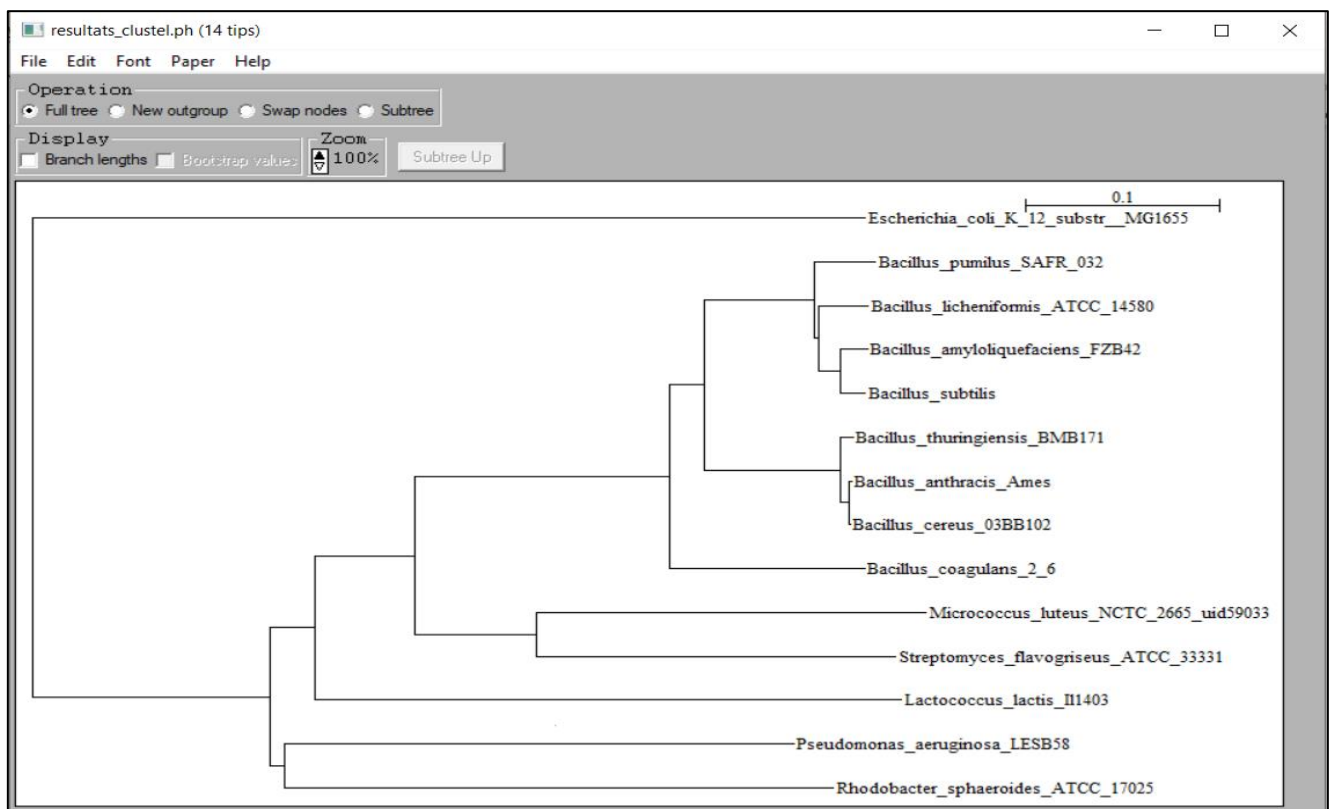 resultats_clustel.ph (14 tips)
File Edit Font Paper Help
Operation
Full tree New outgroup Swap nodes Subtree
Display Zoom
Branch lengths Bootstrap values 100% Subtree Up
0.1
Escherichia_coli_K_12_substr__MG1655
Bacillus_pumilus_SAFR_032
Bacillus_licheniformis_ATCC_14580
Bacillus_amyloliquefaciens_FZB42
Bacillus_subtilis
Bacillus_thuringiensis_BMB171
Bacillus_anthracis_Ames
Bacillus_cereus_03BB102
Bacillus_coagulans_2_6
Micrococcus_luteus_NCTC_2665_uid59033
Streptomyces_flavogriseus_ATCC_33331
Lactococcus_lactis_Il1403
Pseudomonas_aeruginosa_LESB58
Rhodobacter_sphaeroides_ATCC_17025